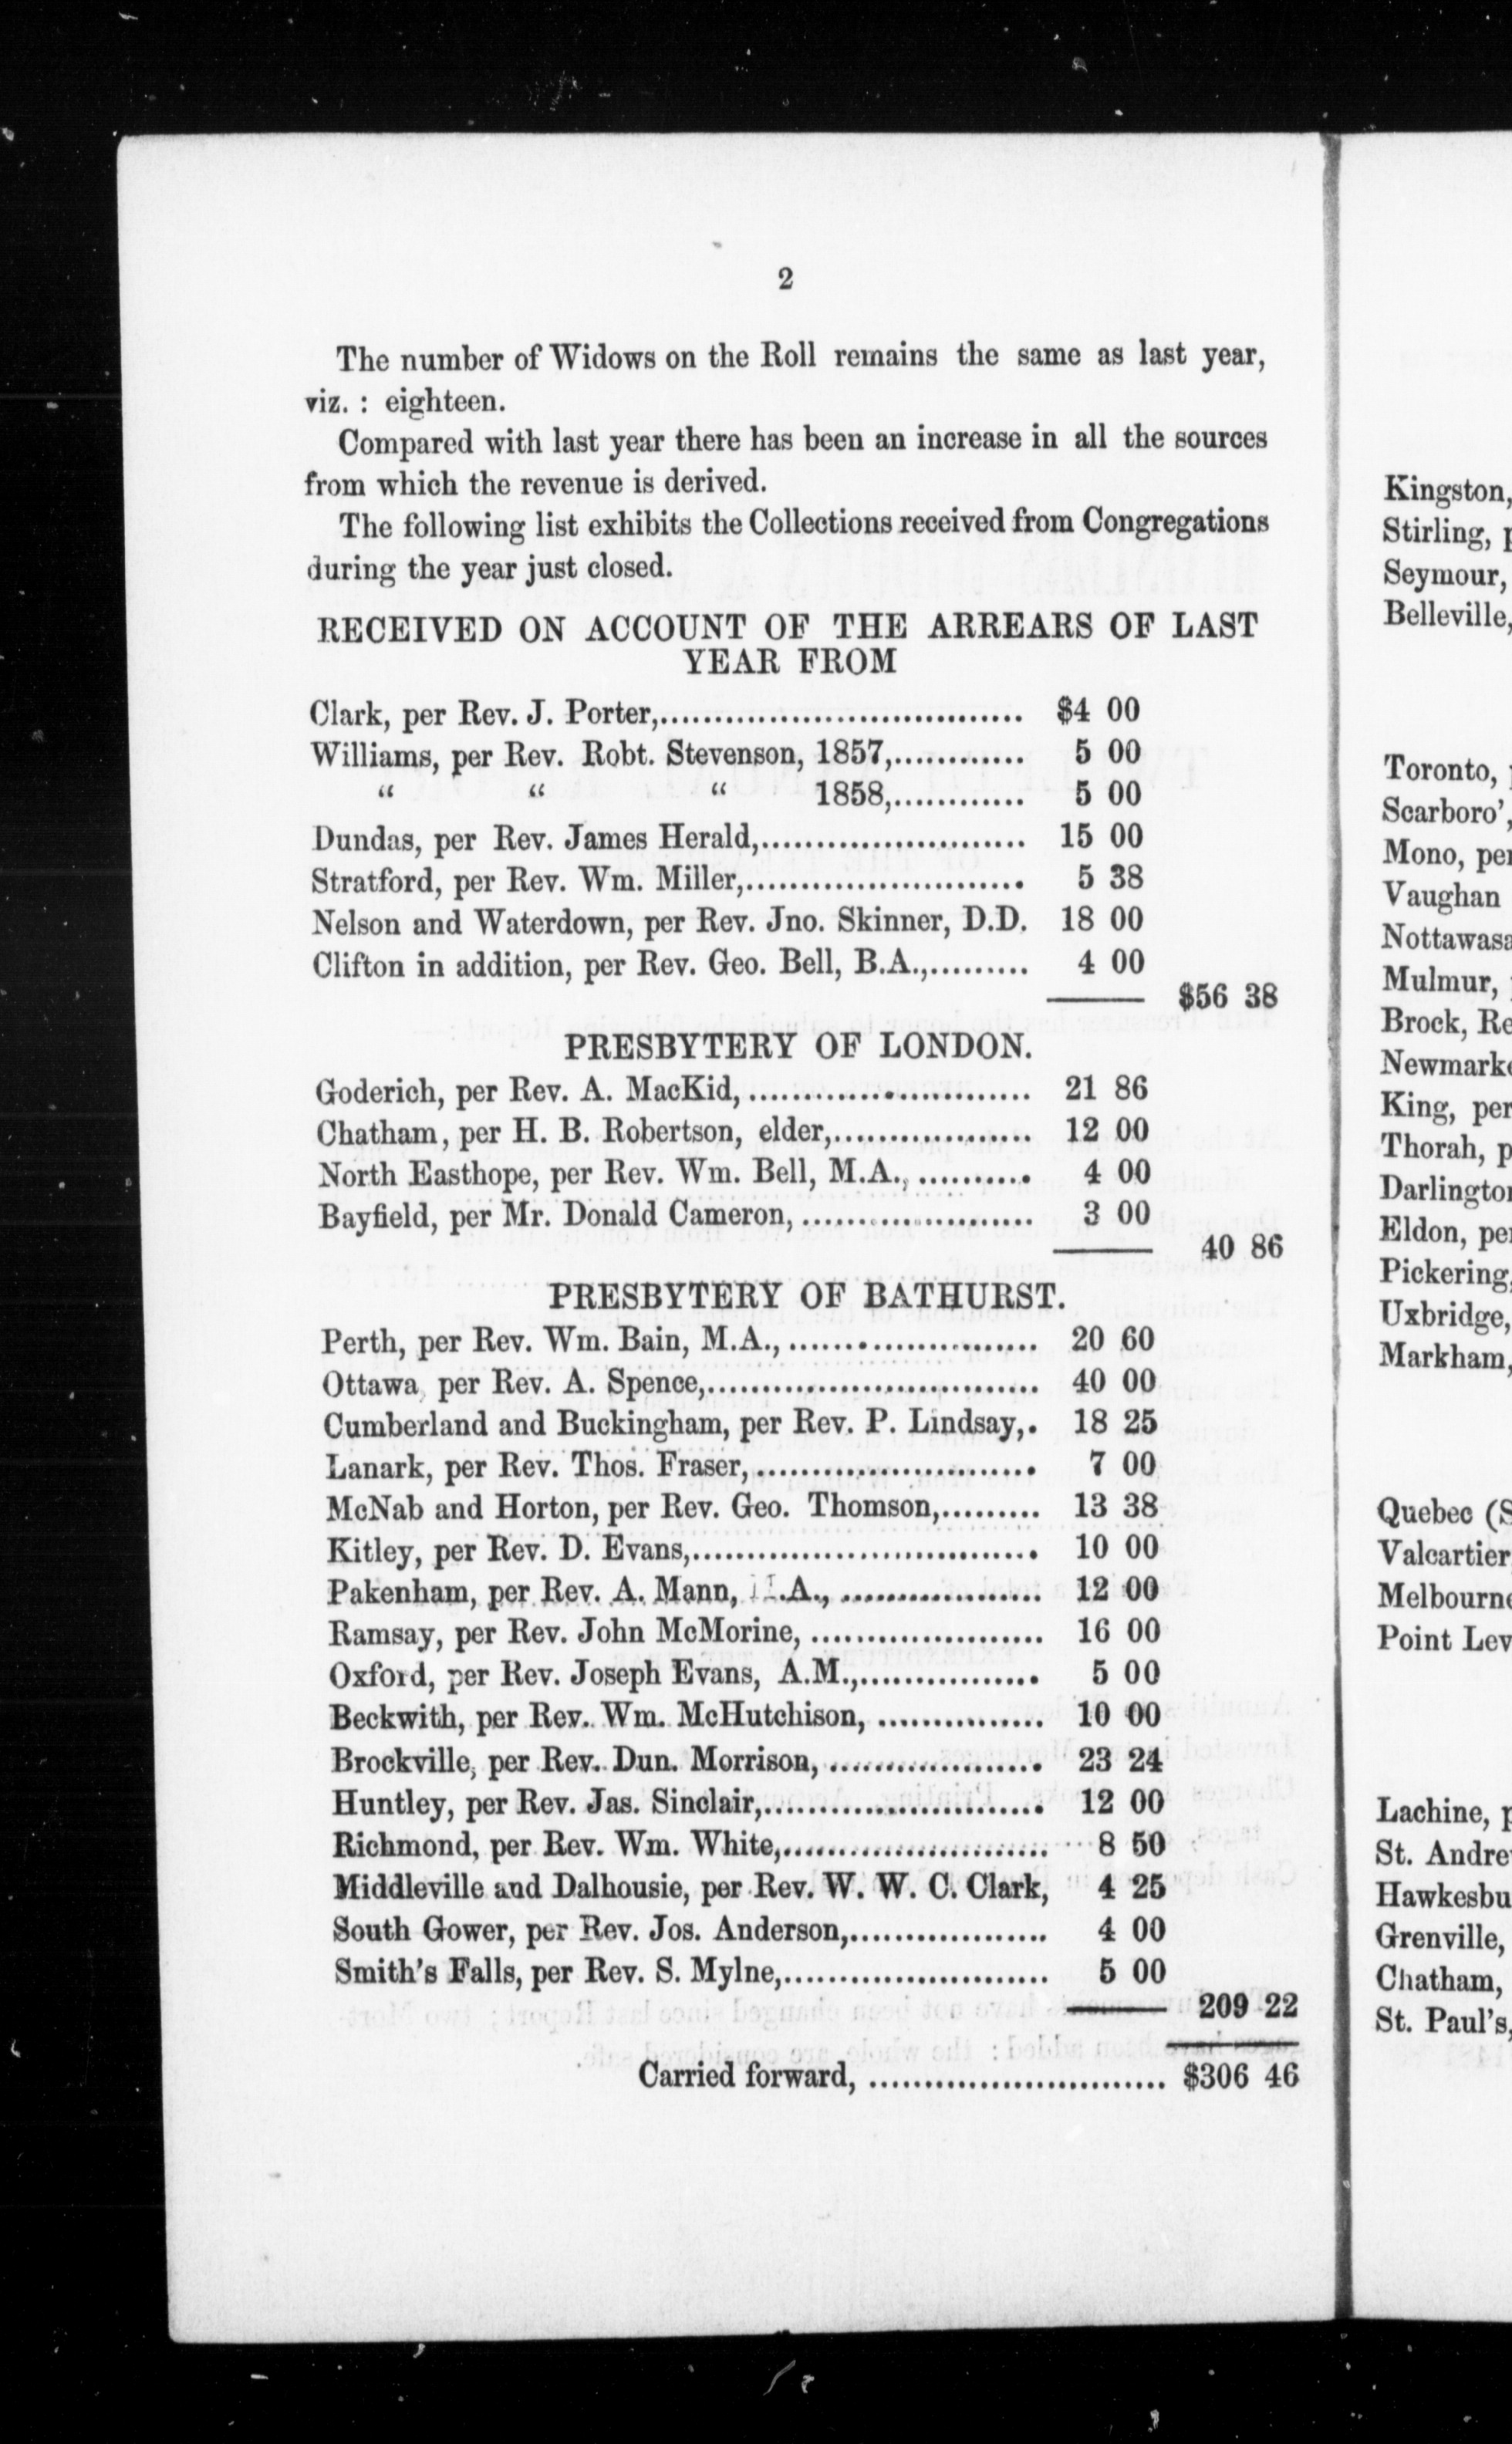 2
The number of Widows on the Roll remains the same as last year,
viz. : eighteen.
Compared with last year there has been an increase in all the sources
from which the revenue is derived.
The following list exhibits the Collections received from Congregations
during the year just closed.
RECEIVED ON ACCOUNT OF THE ARREARS OF LAST
YEAR FROM
Clark, per Rev. J. Porter,.................................. $4 00
Williams, per Rev. Robt. Stevenson, 1857,............ 5 00
“ “ “ 1858,............ 5 00
Dundas, per Rev. James Herald,......................... 15 00
Stratford, per Rev. Wm. Miller,.......................... 5 38
Nelson and Waterdown, per Rev. Jno. Skinner, D.D. 18 00
Clifton in addition, per Rev. Geo. Bell, B.A.,......... 4 00
$56 38
PRESBYTERY OF LONDON.
Goderich, per Rev. A. MacKid, .......................... 21 86
Chatham, per H. B. Robertson, elder,.................. 12 00
North Easthope, per Rev. Wm. Bell, M.A., .......... 4 00
Bayfield, per Mr. Donald Cameron, ..................... 3 00
40 86
PRESBYTERY OF BATHURST.
Perth, per Rev. Wm. Bain, M.A., ....................... 20 60
Ottawa, per Rev. A. Spence,............................... 40 00
Cumberland and Buckingham, per Rev. P. Lindsay,. 18 25
Lanark, per Rev. Thos. Fraser, .......................... 7 00
McNab and Horton, per Rev. Geo. Thomson,......... 13 38
Kitley, per Rev. D. Evans,................................ 10 00
Pakenham, per Rev. A. Mann, .................. 12 00
Ramsay, per Rev. John McMorine, ..................... 16 00
Oxford, per Rev. Joseph Evans, A.M.,................. 5 00
Beckwith, per Rev. Wm. McHutchison, ............... 10 00
Brockville, per Rev. Dun. Morrison, ................... 23 24
Huntley, per Rev. Jas. Sinclair,.......................... 12 00
Richmond, per Rev. Wm. White,......................... 8 50
Middleville and Dalhousie, per Rev. W. W. C. Clark, 4 25
South Gower, per Rev. Jos. Anderson,.................. 4 00
Smith's Falls, per Rev. S. Mylne,........................ 5 00
209 22
Carried forward, ........................... $306 46
Kingston,
Stirling,
Seymour,
Belleville,
Toronto,
Scarboro',
Mono,
Vaughan
Mulmur,
Brock,
King, per
Thorah,
Eldon,
Pickering,
Uxbridge,
Markham,
Quebec
Valcartier
Point
Lachine,
St.
Grenville,
Chatham,
St. Paul's,